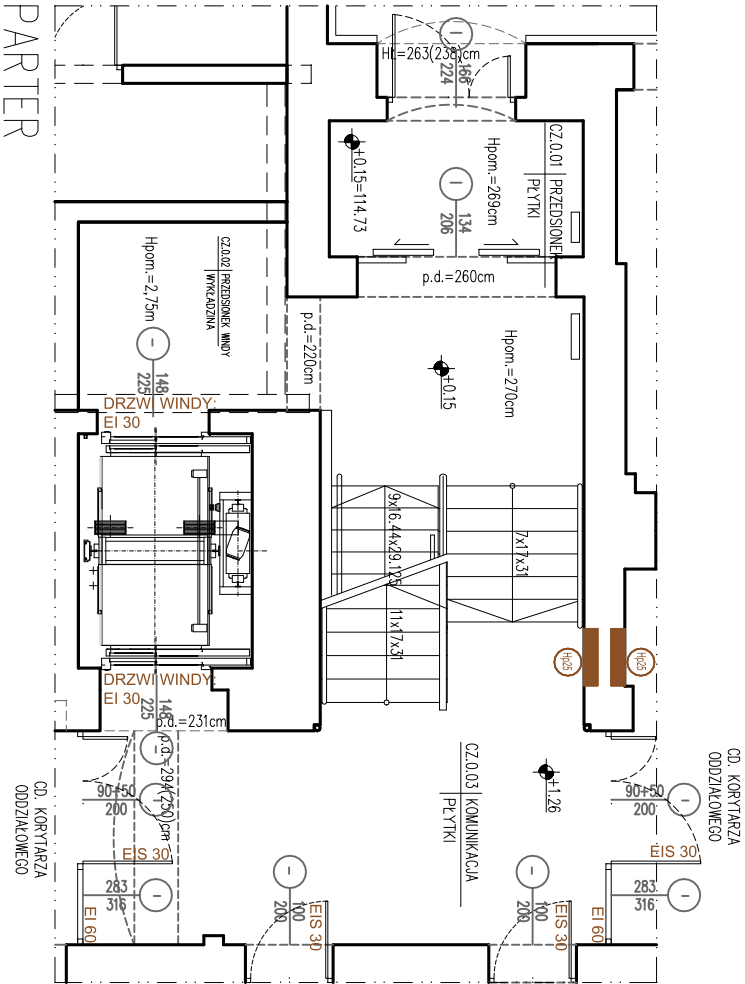 PARTER
HŁ=263(238)cm
166
224
+0.15=114.73
Hpom.=269cm
CZ.0.01 PRZEDSIONEK
PŁYTKI
134
206
p.d.=260cm
CZ.0.02 PRZEDSIONEK WINDY
WYKŁADZINA
Hpom.=2,75m
148
225
p.d.=220cm
Hpom.=270cm
+0.15
DRZWI WINDY:
EI 30
9x16.44x29.125
7x17x31
11x17x31
Hp25
Hp25
DRZWI WINDY:
EI 30
148
225
p.d.=231cm
p.d.=294(250)cm
CZ.0.03 KOMUNIKACJA
PŁYTKI
+1.26
90+50
200
EIS 30
283
316
EI 60
100
200
EIS 30
100
200
EIS 30
90+50
200
EIS 30
283
316
EI 60
CD. KORYTARZA
ODDZIAŁOWEGO
CD. KORYTARZA
ODDZIAŁOWEGO